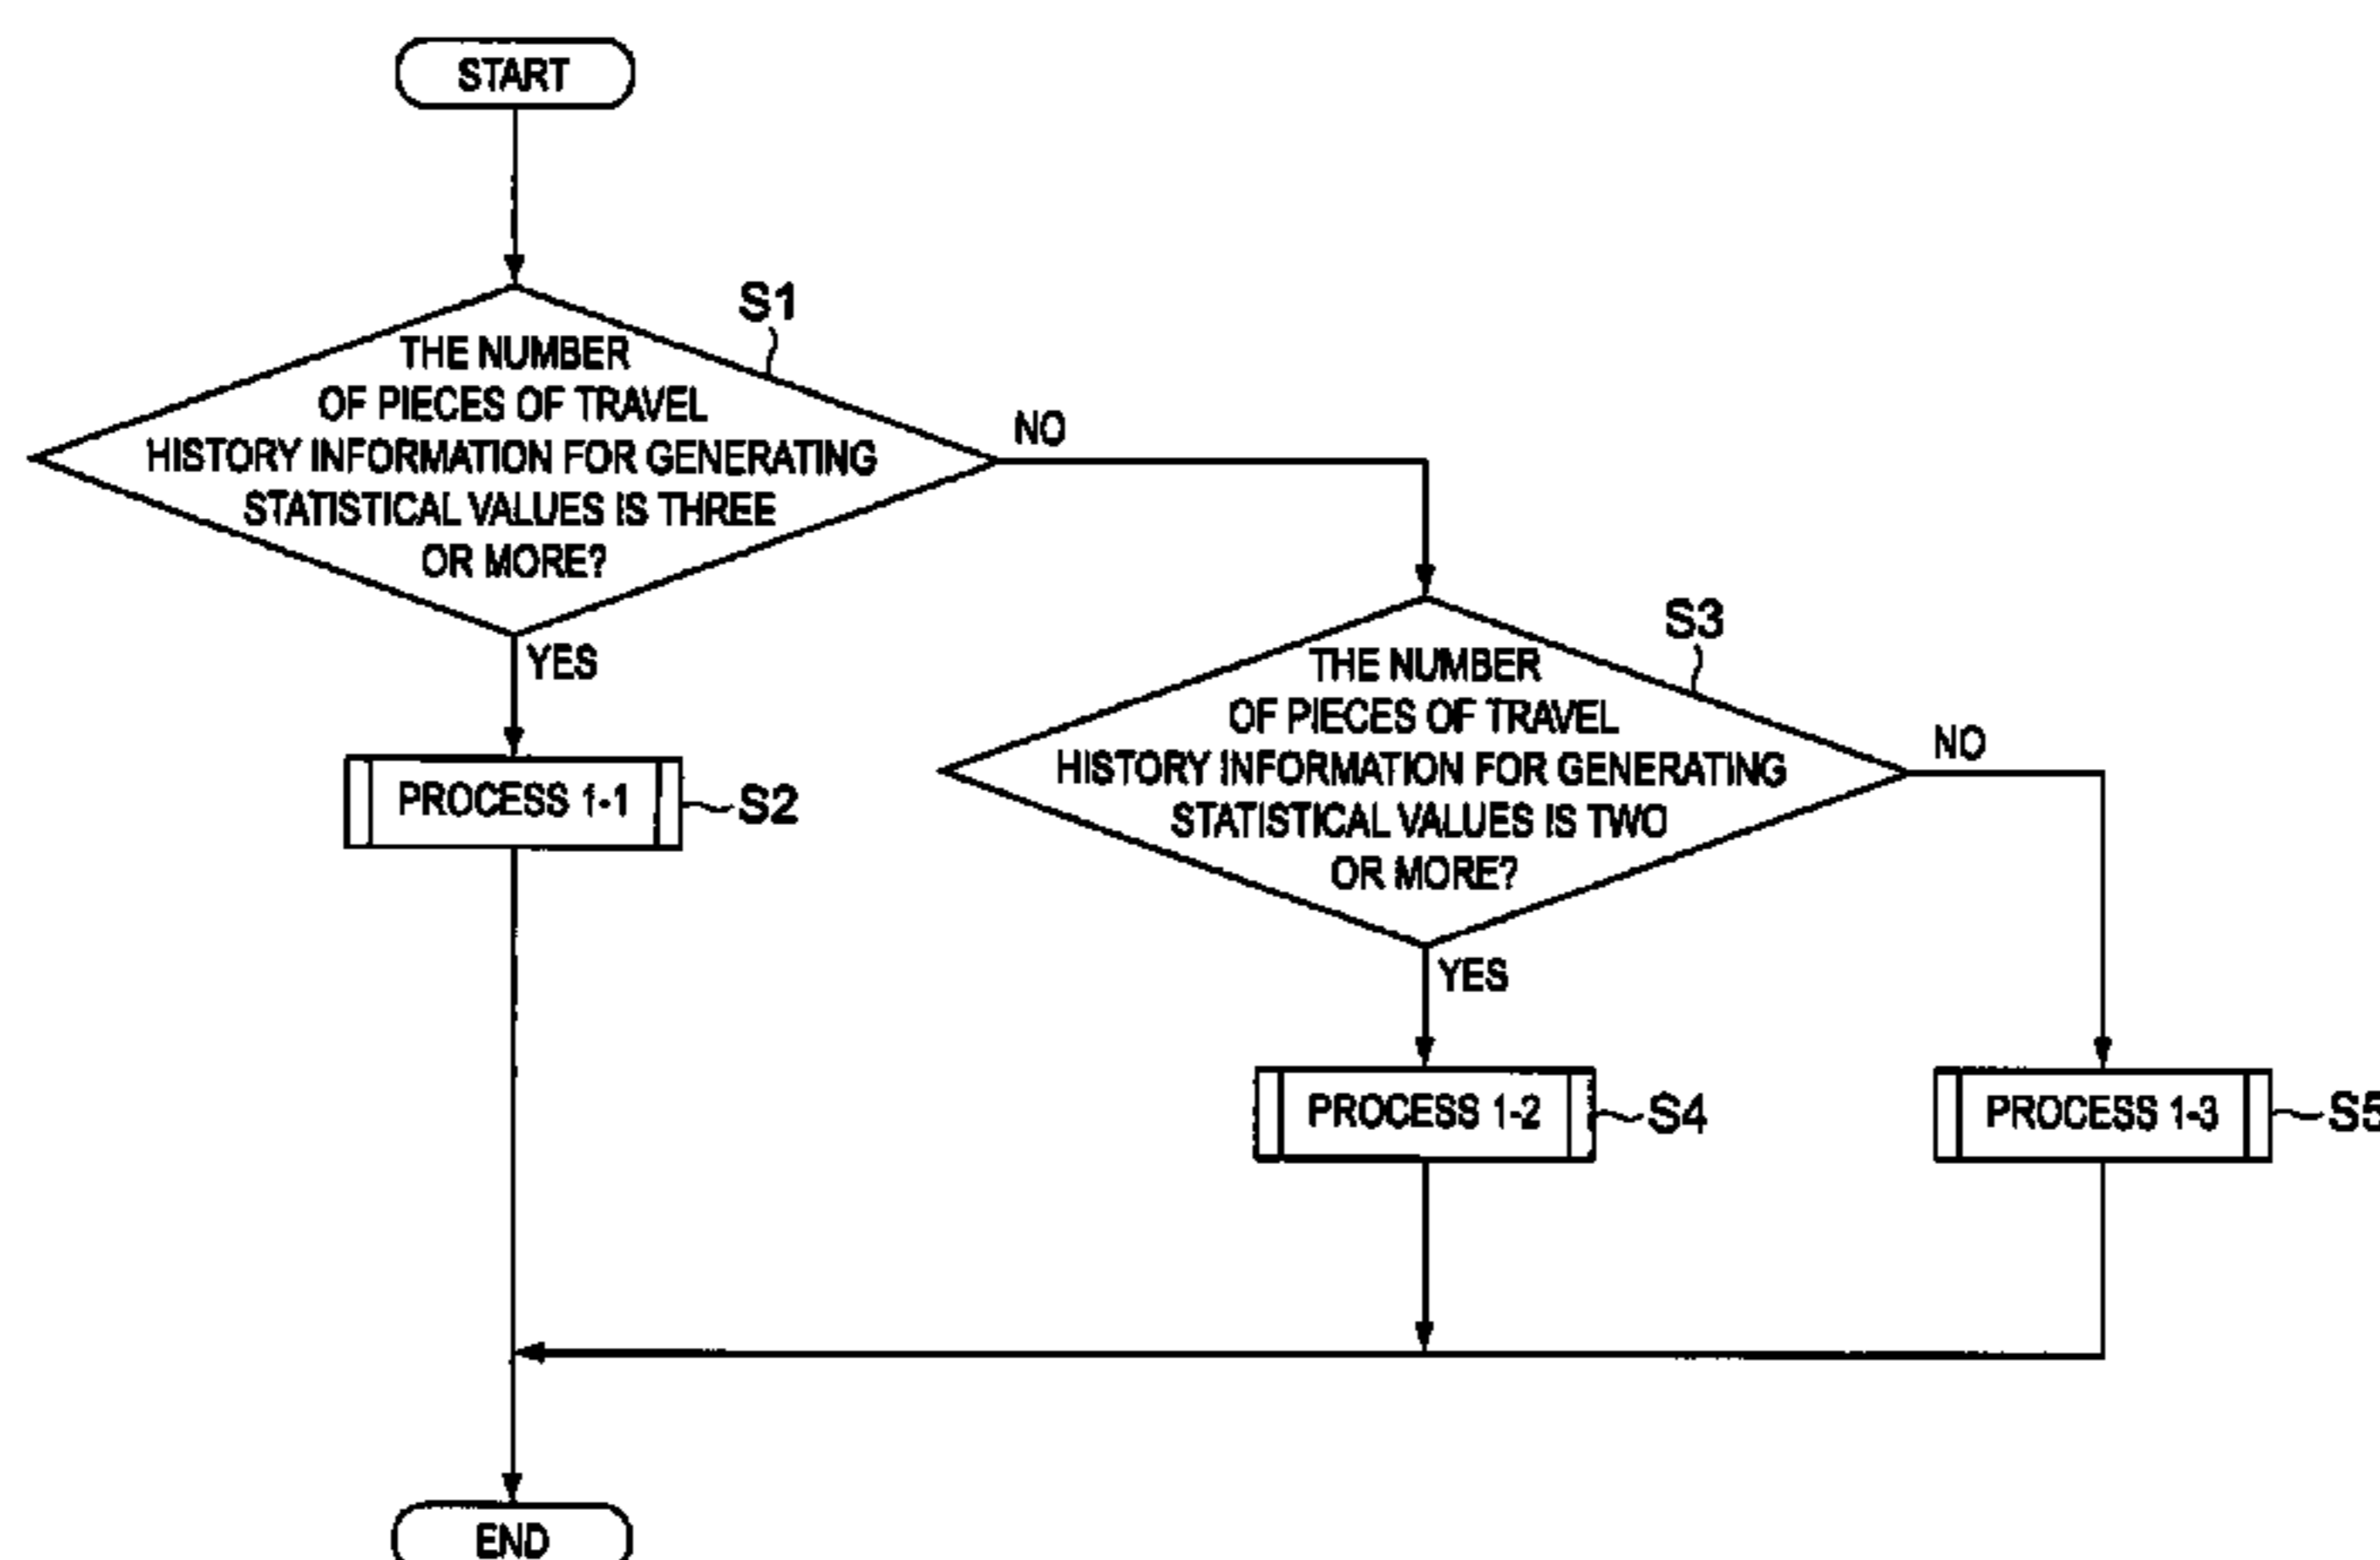 START
S1
THE NUMBER
OF PIECES OF TRAVEL
HISTORY INFORMATION FOR GENERATING
STATISTICAL VALUES IS THREE
OR MORE?
NO
YES
PROCESS 1-1
S2
S3
THE NUMBER
OF PIECES OF TRAVEL
HISTORY INFORMATION FOR GENERATING
STATISTICAL VALUES IS TWO
OR MORE?
NO
YES
PROCESS 1-2
S4
PROCESS 1-3
S5
END